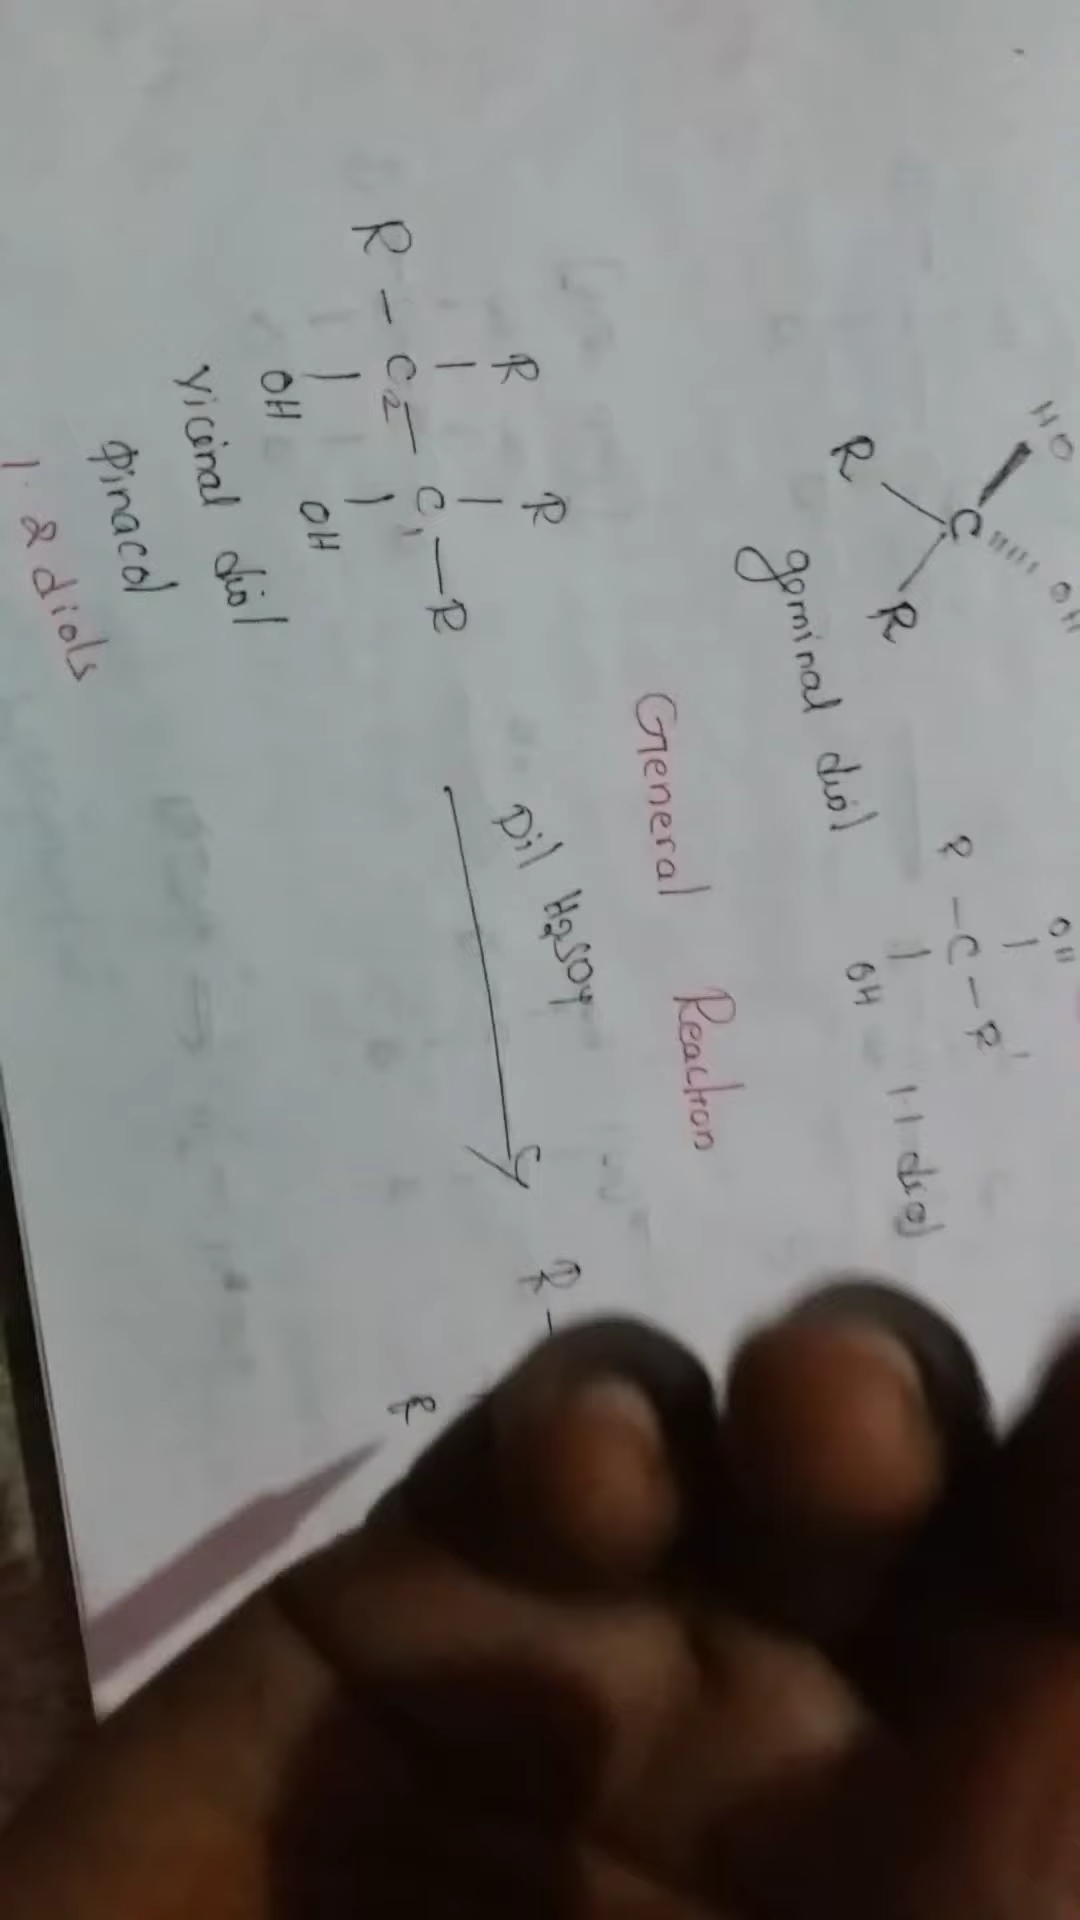 HO OH
C
R R
geminal diol
OH
R - C - R'
OH
1.1 diol
General Reaction
R R
R - C2 - C1 - R
OH OH
Dil H2SO4
R -
R
vicinal diol
Pinacol
1.2 diols